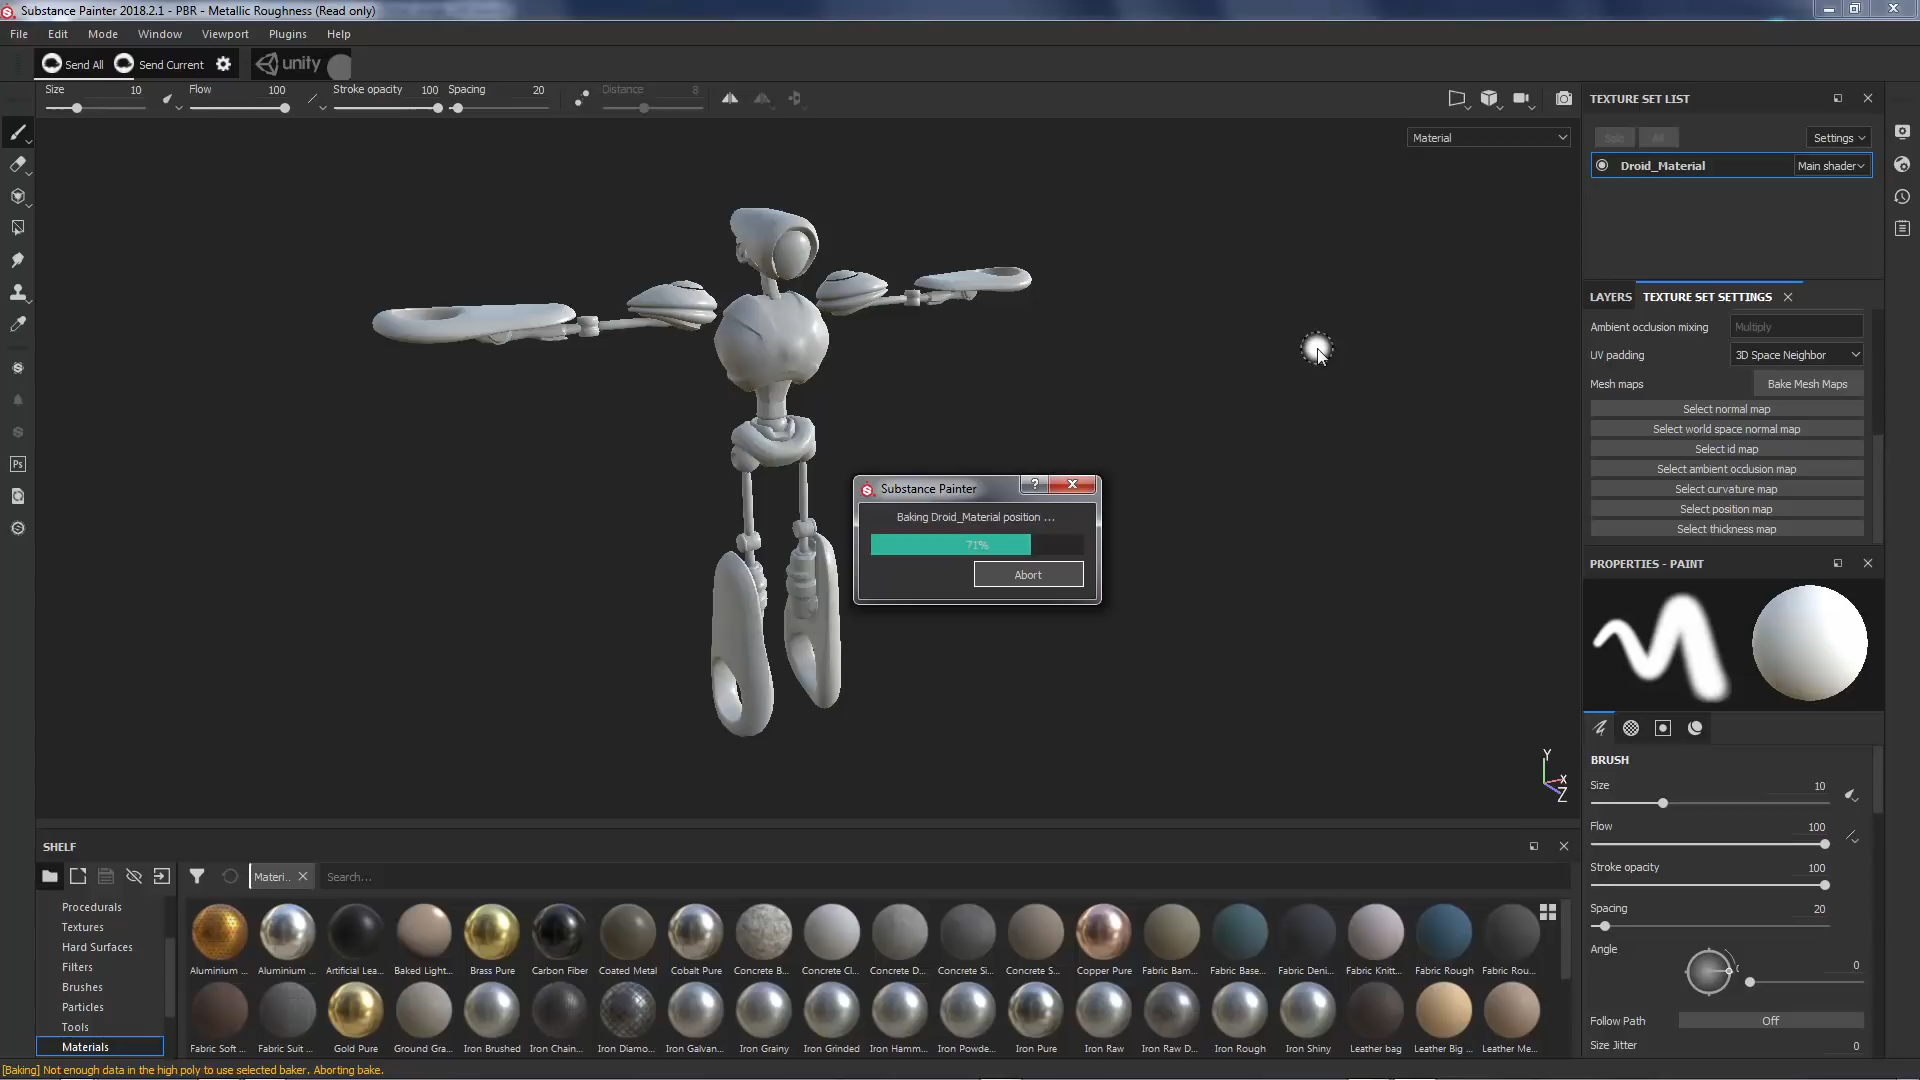 Substance Painter 2018.2.1 - PBR - Metallic Roughness (Read only)
File Edit Mode Window Viewport Plugins Help
Send All Send Current unity
Size 10 Flow 100 Stroke opacity 100 Spacing 20 Distance 8
Material
TEXTURE SET LIST
Solo All Settings
Droid_Material Main shader
LAYERS TEXTURE SET SETTINGS
Ambient occlusion mixing Multiply
UV padding 3D Space Neighbor
Mesh maps Bake Mesh Maps
Select normal map
Select world space normal map
Select id map
Select ambient occlusion map
Select curvature map
Select position map
Select thickness map
Substance Painter
Baking Droid_Material position ...
71%
Abort
Ps
Y
X
Z
PROPERTIES - PAINT
BRUSH
Size 10
Flow 100
Stroke opacity 100
Spacing 20
Angle 0
Follow Path Off
Size Jitter 0
SHELF
Materi.. Search...
Procedurals
Textures
Hard Surfaces
Filters
Brushes
Particles
Tools
Materials
Aluminium ... Aluminium ... Artificial Lea... Baked Light... Brass Pure Carbon Fiber Coated Metal Cobalt Pure Concrete B... Concrete Cl... Concrete D... Concrete Si... Concrete S... Copper Pure Fabric Bam... Fabric Base... Fabric Deni... Fabric Knitt... Fabric Rough Fabric Rou...
Fabric Soft ... Fabric Suit ... Gold Pure Ground Gra... Iron Brushed Iron Chain... Iron Diamo... Iron Galvan... Iron Grainy Iron Grinded Iron Hamm... Iron Powde... Iron Pure Iron Raw Iron Raw D... Iron Rough Iron Shiny Leather bag Leather Big ... Leather Me...
[Baking] Not enough data in the high poly to use selected baker. Aborting bake.